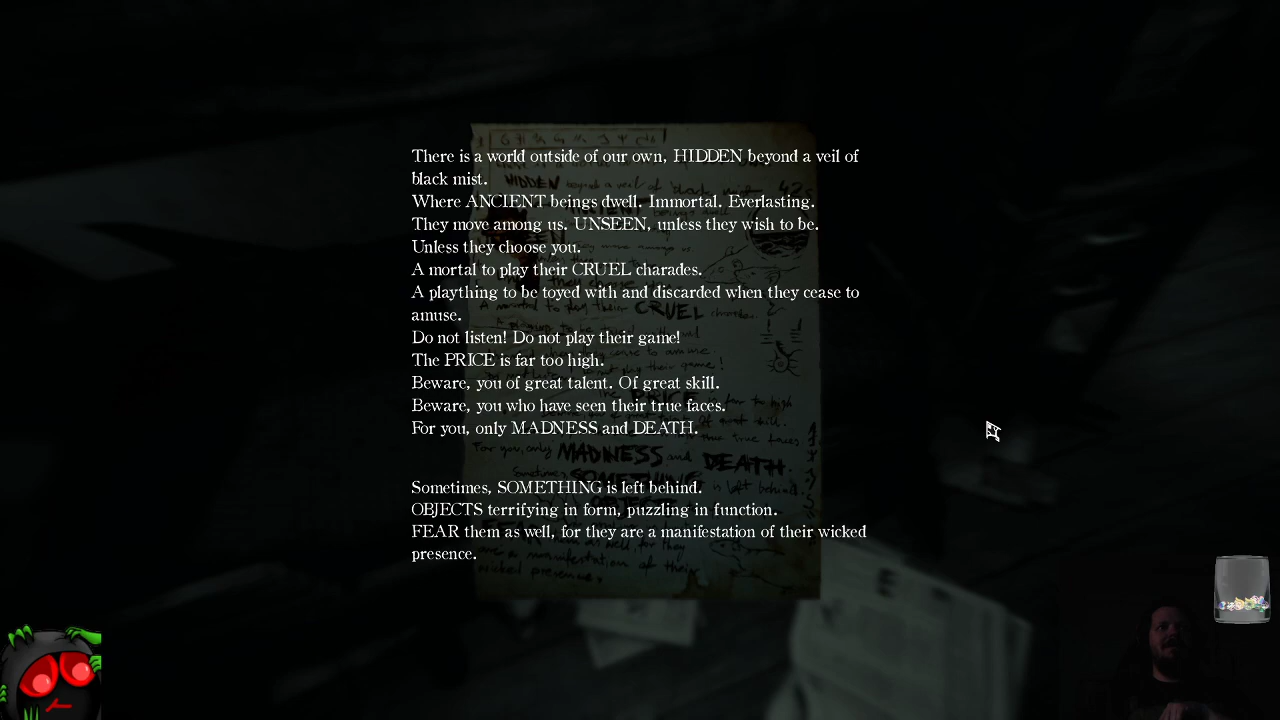 There is a world outside of our own, HIDDEN beyond a veil of
black mist.
Where ANCIENT beings dwell. Immortal. Everlasting.
They move among us. UNSEEN, unless they wish to be.
Unless they choose you.
A mortal to play their CRUEL charades.
A plaything to be toyed with and discarded when they cease to
amuse.
Do not listen! Do not play their game!
The PRICE is far too high.
Beware, you of great talent. Of great skill.
Beware, you who have seen their true faces.
For you, only MADNESS and DEATH.
Sometimes, SOMETHING is left behind.
OBJECTS terrifying in form, puzzling in function.
FEAR them as well, for they are a manifestation of their wicked
presence.